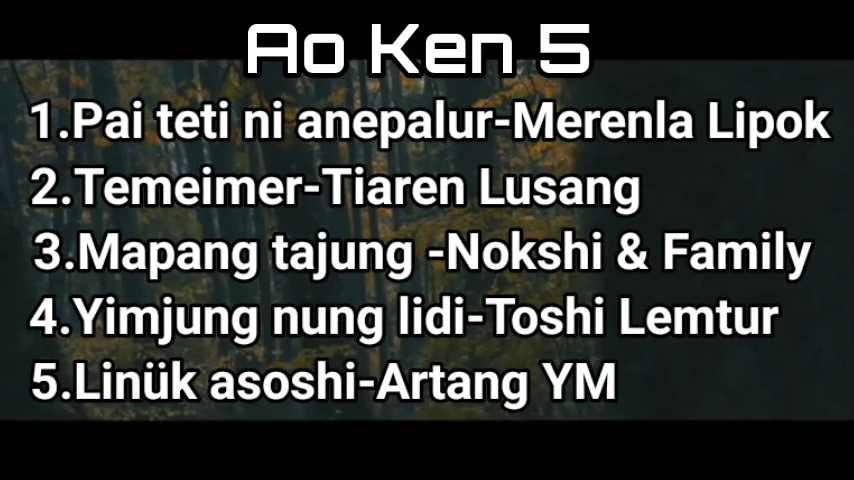 Ao Ken 5
1.Pai teti ni anepalur-Merenla Lipok
2.Temeimer-Tiaren Lusang
3.Mapang tajung -Nokshi & Family
4.Yimjung nung lidi-Toshi Lemtur
5.Linük asoshi-Artang YM